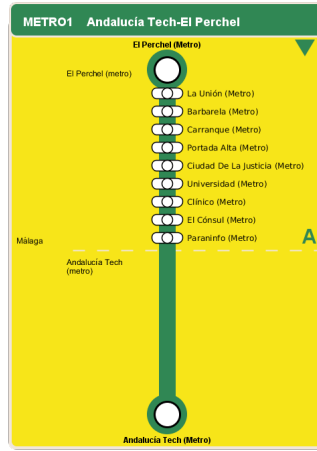 METRO1 Andalucía Tech-El Perchel
El Perchel (Metro)
El Perchel (metro)
La Unión (Metro)
Barbarela (Metro)
Carranque (Metro)
Portada Alta (Metro)
Ciudad De La Justicia (Metro)
Universidad (Metro)
Clínico (Metro)
El Cónsul (Metro)
Paraninfo (Metro)
A
Málaga
Andalucía Tech
(metro)
Andalucía Tech (Metro)